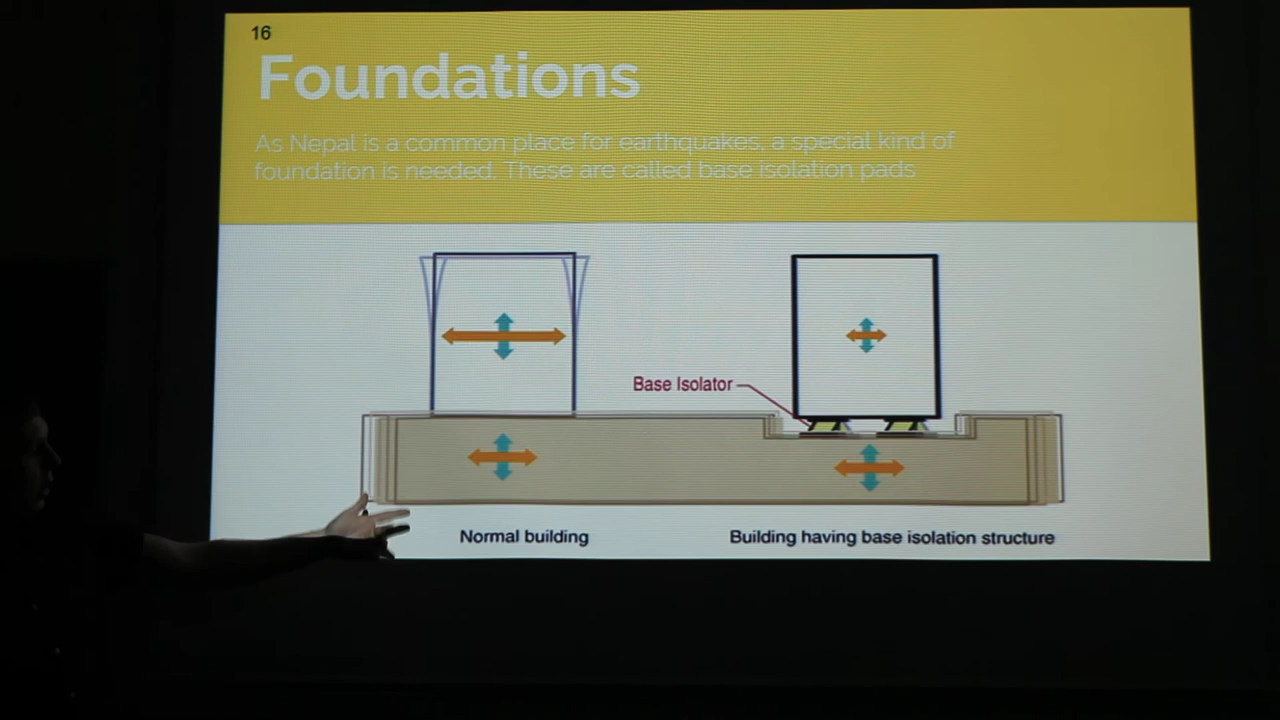 16
Foundations
As Nepal is a common place for earthquakes, a special kind of
foundation is needed. These are called base isolation pads
Base Isolator
Normal building
Building having base isolation structure